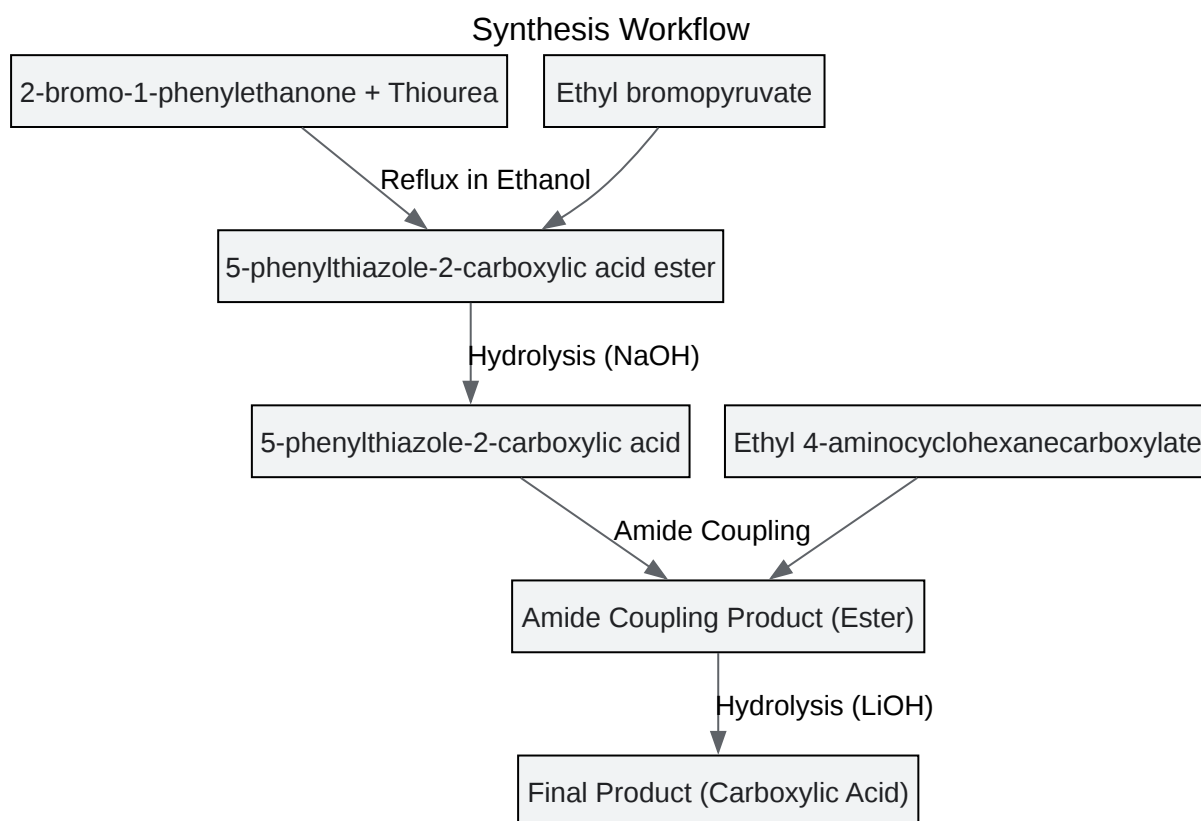 Synthesis Workflow
2-bromo-1-phenylethanone + Thiourea
Ethyl bromopyruvate
Reflux in Ethanol
5-phenylthiazole-2-carboxylic acid ester
Hydrolysis (NaOH)
5-phenylthiazole-2-carboxylic acid
Ethyl 4-aminocyclohexanecarboxylate
Amide Coupling
Amide Coupling Product (Ester)
Hydrolysis (LiOH)
Final Product (Carboxylic Acid)